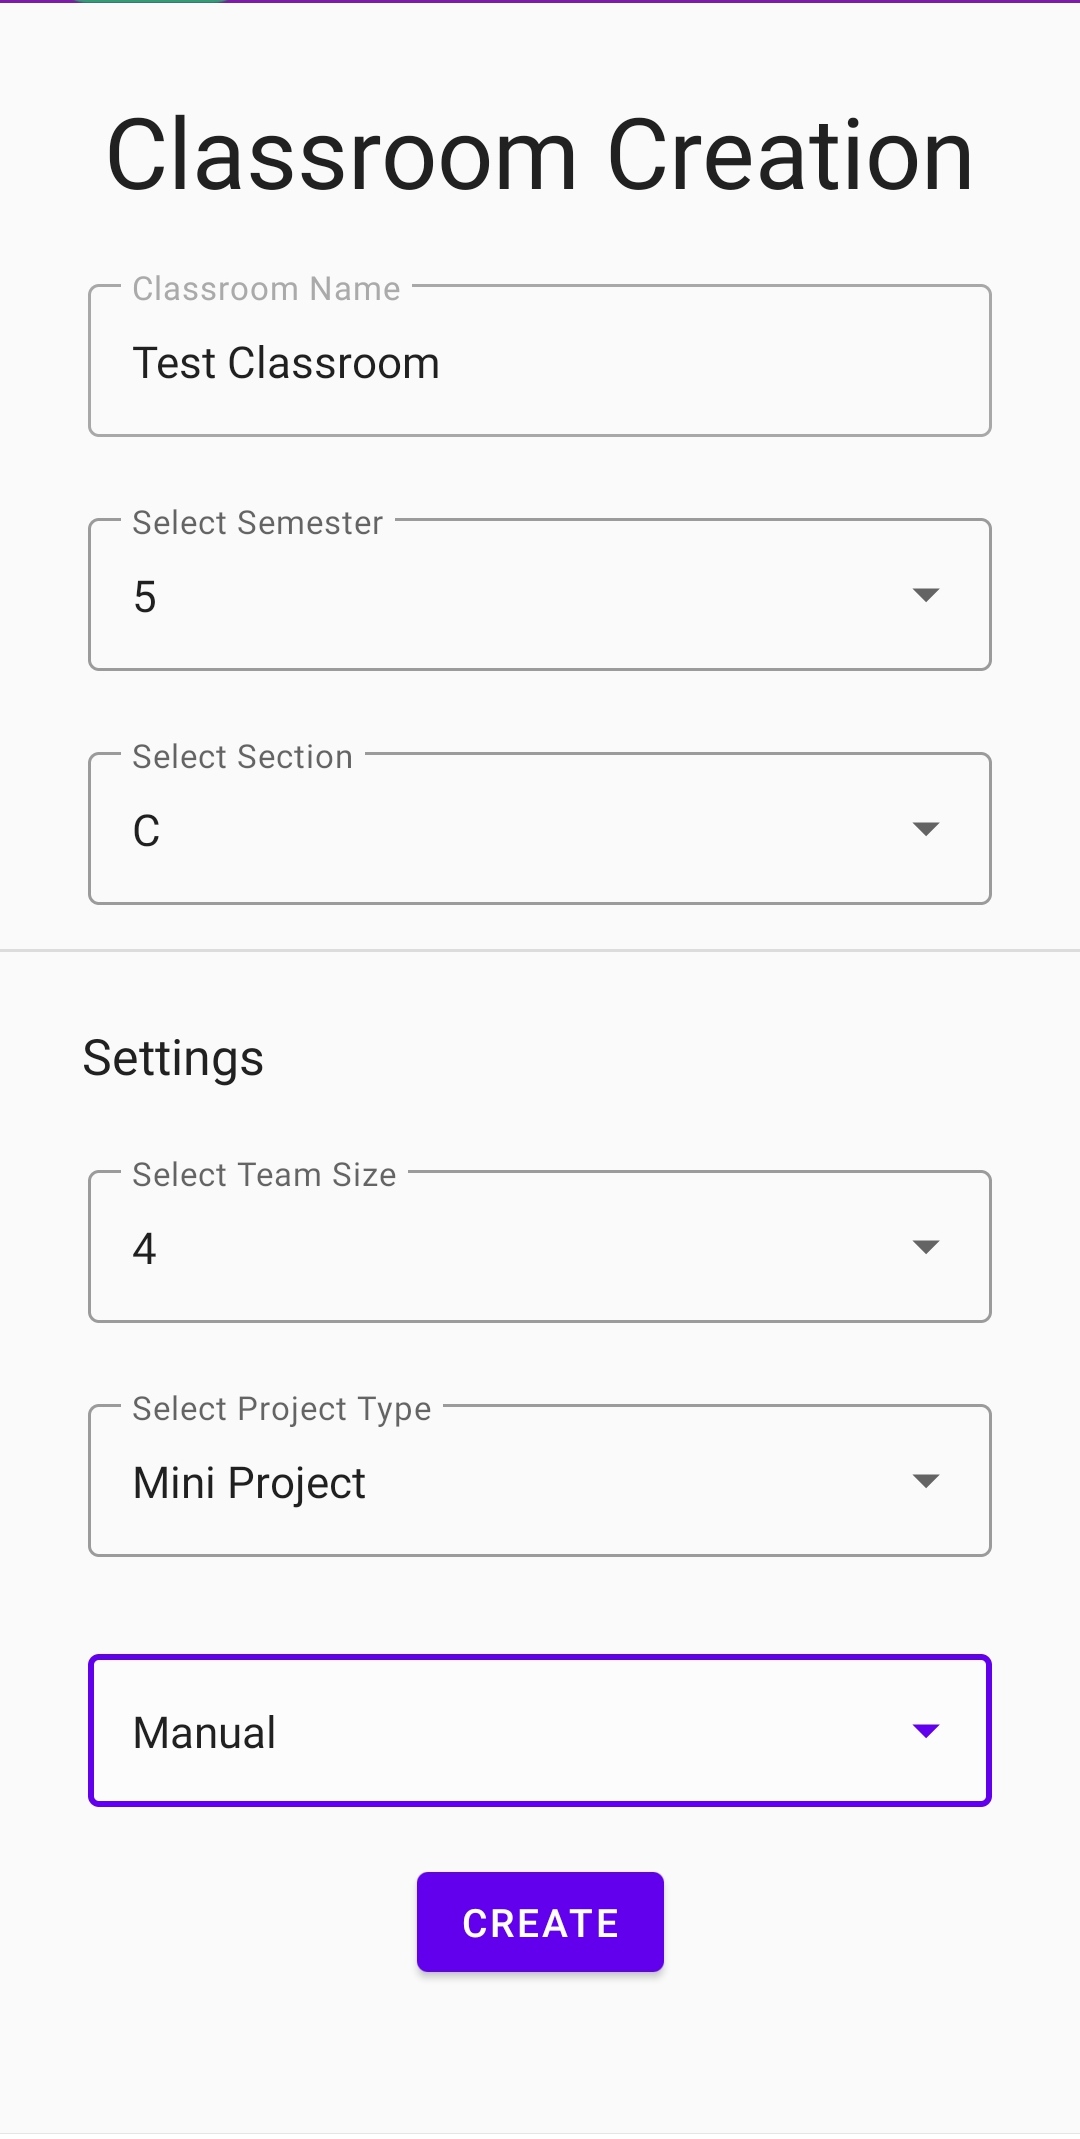 Classroom Creation
Classroom Name
Test Classroom
Select Semester
5
Select Section
C
Settings
Select Team Size
4
Select Project Type
Mini Project
Manual
CREATE